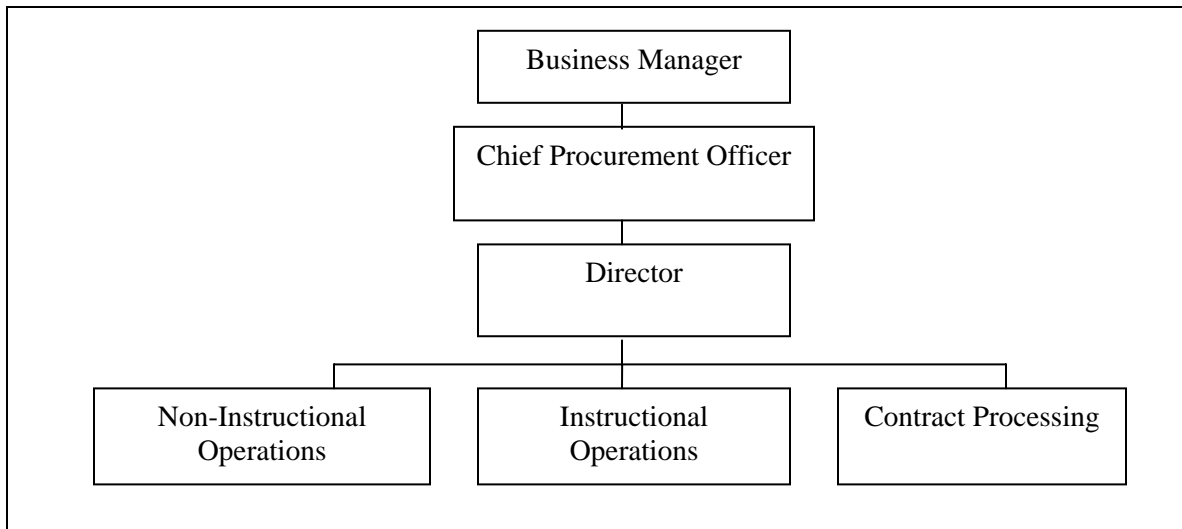 Business Manager
Chief Procurement Officer
Director
Non-Instructional
Operations
Instructional
Operations
Contract Processing